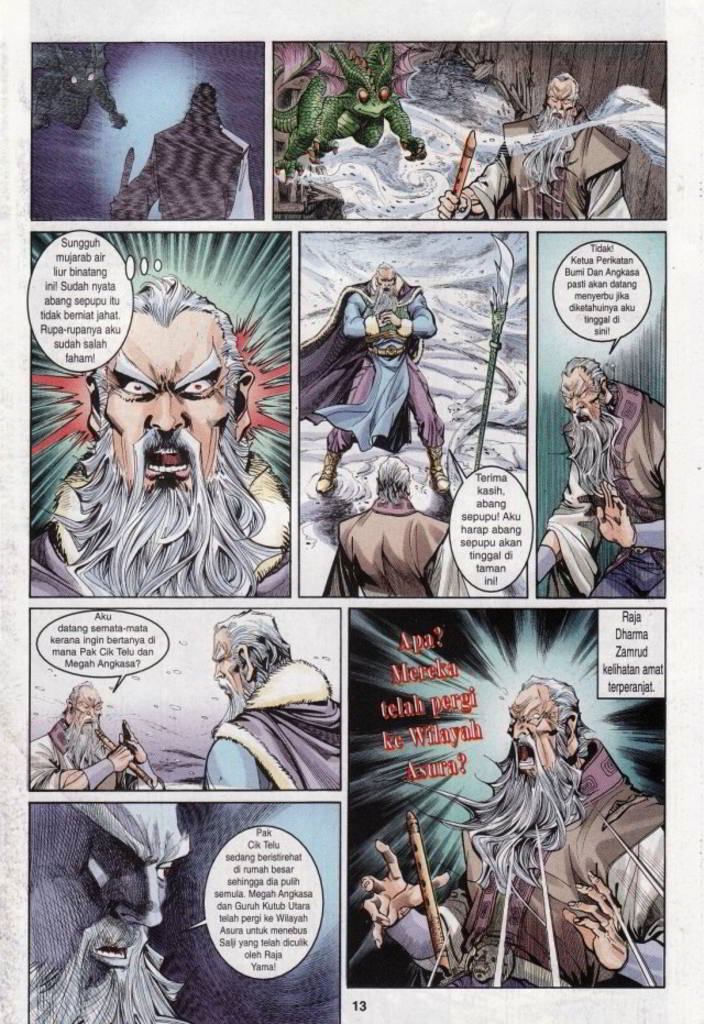 Sungguh
mujarab air
liur binatang
ini! Sudah nyata
abang sepupu itu
tidak berniat jahat.
Rupa-rupanya aku
sudah salah
faham!
Terima
kasih,
abang
sepupu! Aku
harap abang
sepupu akan
tinggal di
taman
ini!
Tidak!
Ketua Perikatan
Bumi Dan Angkasa
pasti akan datang
menyerbu jika
diketahuinya aku
tinggal di
sini!
Aku
datang semata-mata
kerana ingin bertanya di
mana Pak Cik Telu dan
Megah Angkasa?
Pak
Cik Telu
sedang beristirehat
di rumah besar
sehingga dia pulih
semula. Megah Angkasa
dan Guruh Kutub Utara
telah pergi ke Wilayah
Asura untuk menebus
Salji yang telah diculik
oleh Raja
Yama!
Apa?
Mereka
telah pergi
ke Wilayah
Asura?
Raja
Dharma
Zamrud
kelihatan amat
terperanjat.
13